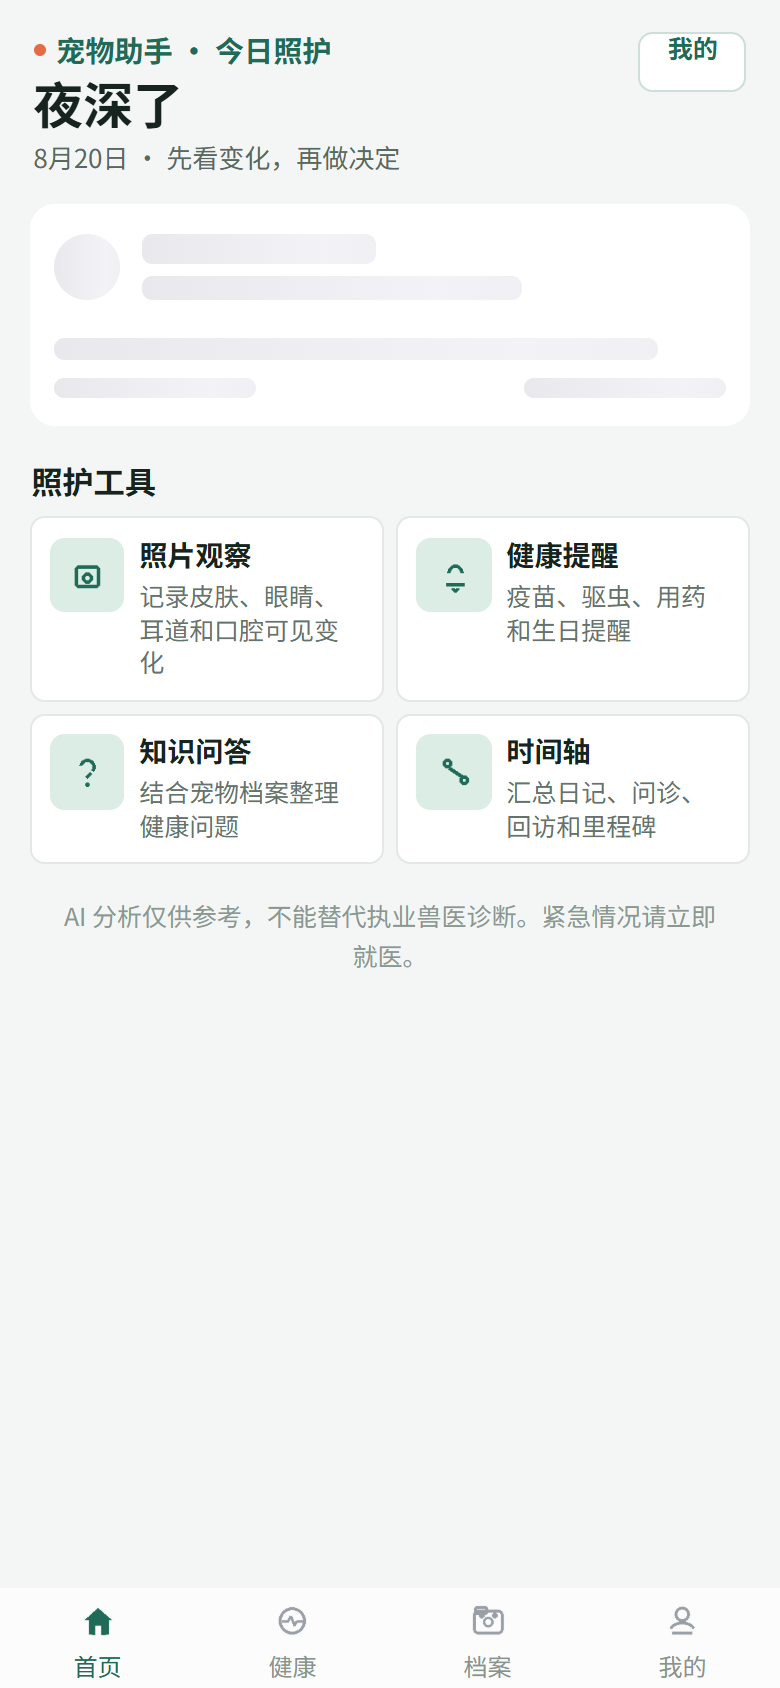 宠物助手 · 今日照护
我的
夜深了
8月20日 · 先看变化，再做决定
照护工具
照片观察
记录皮肤、眼睛、
耳道和口腔可见变
化
健康提醒
疫苗、驱虫、用药
和生日提醒
知识问答
结合宠物档案整理
健康问题
时间轴
汇总日记、问诊、
回访和里程碑
AI 分析仅供参考，不能替代执业兽医诊断。紧急情况请立即
就医。
首页
健康
档案
我的